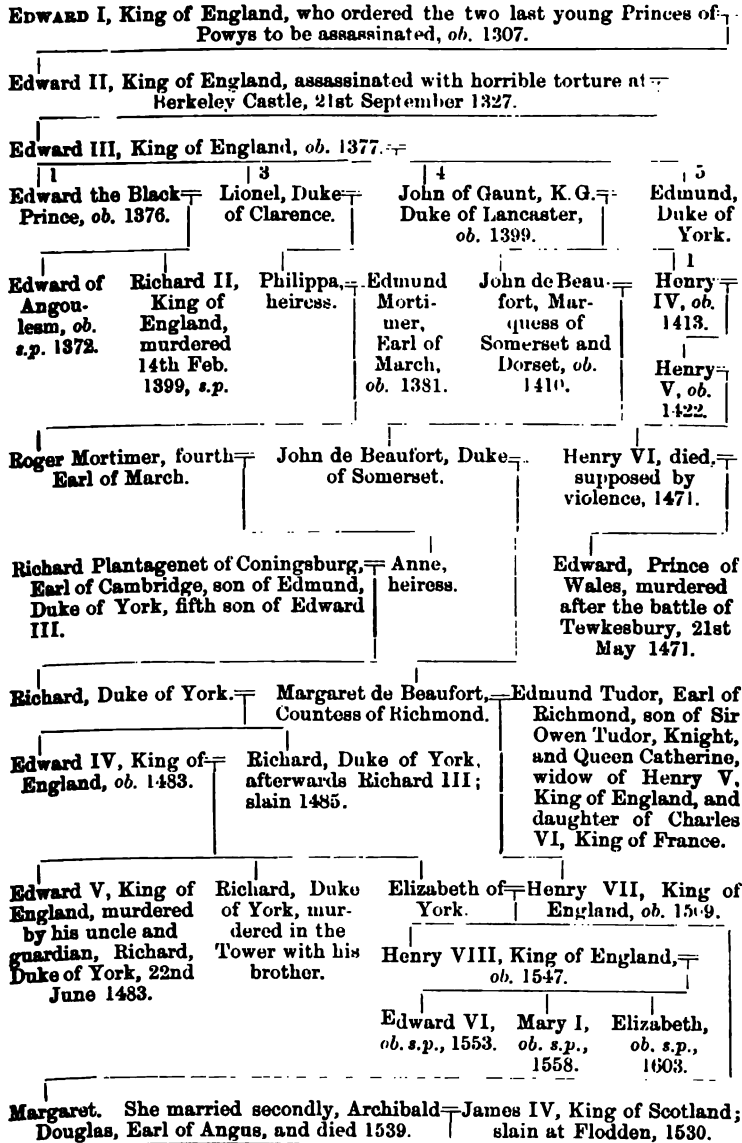 EDWARD I, King of England, who ordered the two last young Princes of
Powys to be assassinated, ob. 1307.
Edward II, King of England, assassinated with horrible torture at
Berkeley Castle, 21st September 1327.
Edward III, King of England, ob. 1377.
1
Edward the Black
Prince, ob. 1376.
3
Lionel, Duke
of Clarence.
4
John of Gaunt, K.G.
Duke of Lancaster,
ob. 1399.
5
Edmund,
Duke of
York.
Edward of
Angou-
lesm, ob.
s.p. 1372.
Richard II,
King of
England,
murdered
14th Feb.
1399, s.p.
Philippa,
heiress.
Edmund
Morti-
mer,
Earl of
March,
ob. 1381.
John de Beau-
fort, Mar-
quess of
Somerset and
Dorset, ob.
1410.
1
Henry
IV, ob.
1413.
Henry
V, ob.
1422.
Roger Mortimer, fourth
Earl of March.
John de Beaufort, Duke
of Somerset.
Henry VI, died,
supposed by
violence, 1471.
Richard Plantagenet of Coningsburg,
Earl of Cambridge, son of Edmund,
Duke of York, fifth son of Edward
III.
Anne,
heiress.
Edward, Prince of
Wales, murdered
after the battle of
Tewkesbury, 21st
May 1471.
Richard, Duke of York.
Margaret de Beaufort,
Countess of Richmond.
Edmund Tudor, Earl of
Richmond, son of Sir
Owen Tudor, Knight,
and Queen Catherine,
widow of Henry V,
King of England, and
daughter of Charles
VI, King of France.
Edward IV, King of
England, ob. 1483.
Richard, Duke of York,
afterwards Richard III;
slain 1485.
Edward V, King of
England, murdered
by his uncle and
guardian, Richard,
Duke of York, 22nd
June 1483.
Richard, Duke
of York, mur-
dered in the
Tower with his
brother.
Elizabeth of
York.
Henry VII, King of
England, ob. 1509.
Henry VIII, King of England,
ob. 1547.
Edward VI,
ob. s.p., 1553.
Mary I,
ob. s.p.,
1558.
Elizabeth,
ob. s.p.,
1603.
Margaret. She married secondly, Archibald
Douglas, Earl of Angus, and died 1539.
James IV, King of Scotland;
slain at Flodden, 1530.